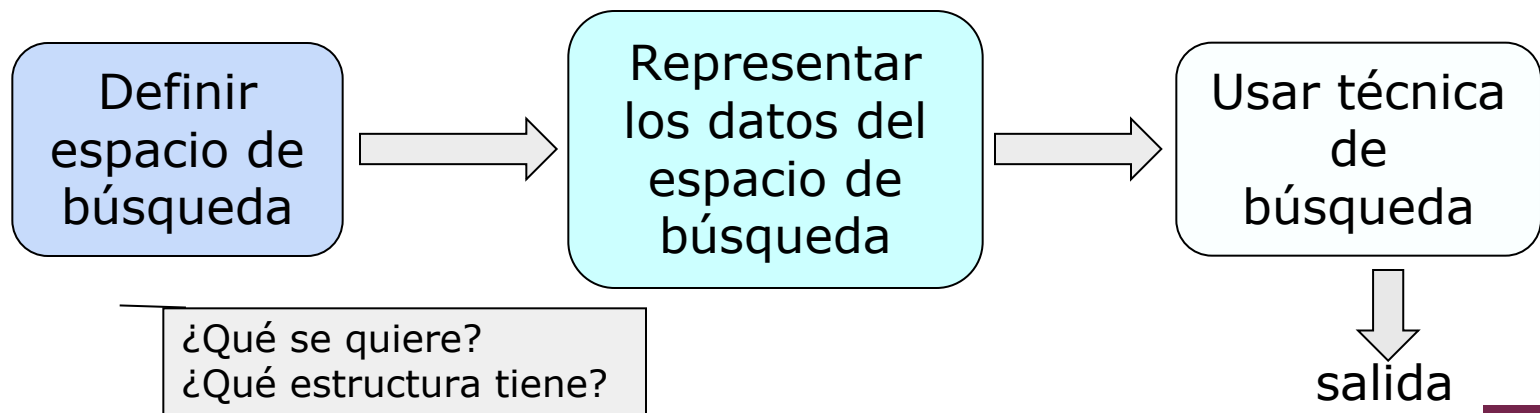 Definir
espacio de
búsqueda
Representar
los datos del
espacio de
búsqueda
Usar técnica
de
búsqueda
¿Qué se quiere?
¿Qué estructura tiene?
salida